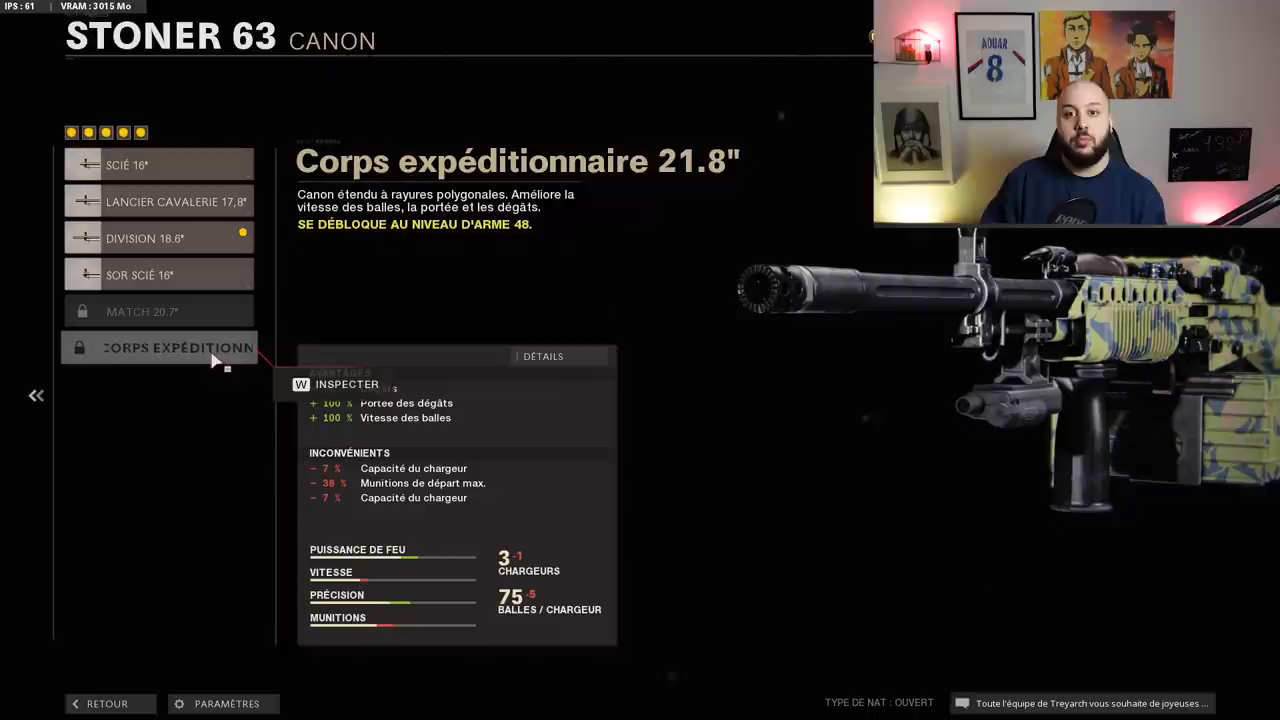 IPS : 61 | VRAM : 3015 Mo
STONER 63 CANON
AOUAR
8
SCIÉ 16"
LANCIER CAVALERIE 17,8"
DIVISION 18.6"
SOR SCIÉ 16"
MATCH 20.7"
CORPS EXPÉDITIONN
Corps expéditionnaire 21.8"
Canon étendu à rayures polygonales. Améliore la
vitesse des balles, la portée et les dégâts.
SE DÉBLOQUE AU NIVEAU D'ARME 48.
DÉTAILS
AVANTAGES
W INSPECTER
+ 100 % Portée des dégâts
+ 100 % Vitesse des balles
INCONVÉNIENTS
- 7 % Capacité du chargeur
- 38 % Munitions de départ max.
- 7 % Capacité du chargeur
PUISSANCE DE FEU
VITESSE
PRÉCISION
MUNITIONS
3 -1
CHARGEURS
75 -5
BALLES / CHARGEUR
RETOUR
PARAMÈTRES
TYPE DE NAT : OUVERT
Toute l'équipe de Treyarch vous souhaite de joyeuses ...